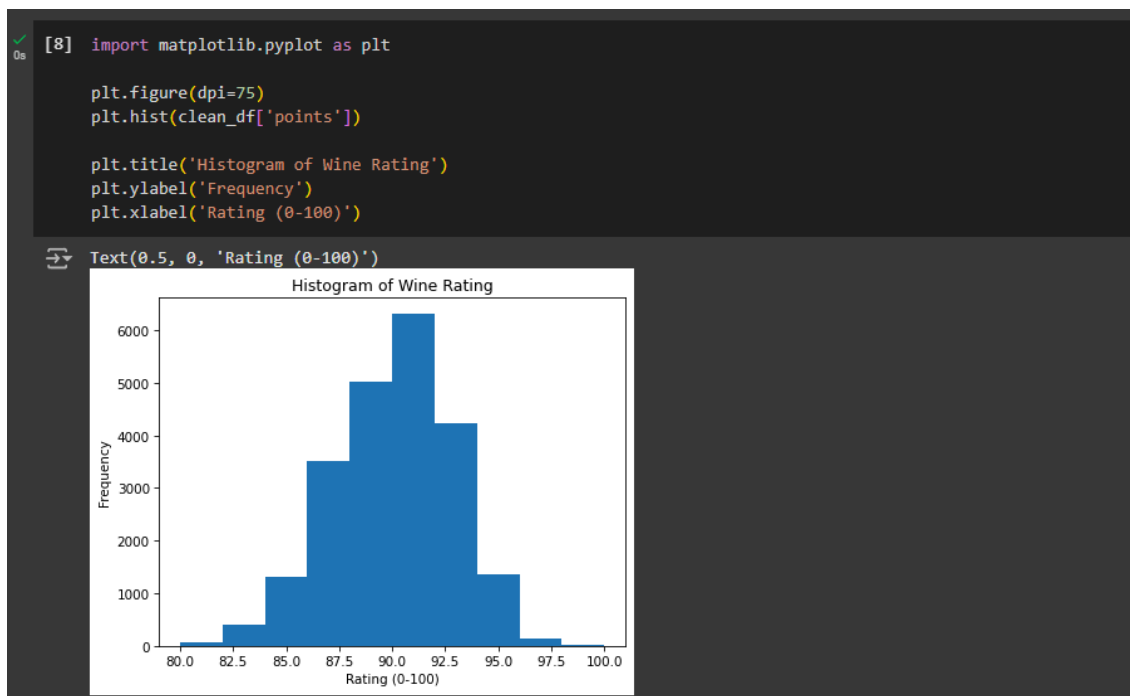 [8] import matplotlib.pyplot as plt
0s
plt.figure(dpi=75)
plt.hist(clean_df['points'])
plt.title('Histogram of Wine Rating')
plt.ylabel('Frequency')
plt.xlabel('Rating (0-100)')
Text(0.5, 0, 'Rating (0-100)')
Histogram of Wine Rating
6000
5000
4000
3000
2000
1000
0
Frequency
80.0 82.5 85.0 87.5 90.0 92.5 95.0 97.5 100.0
Rating (0-100)